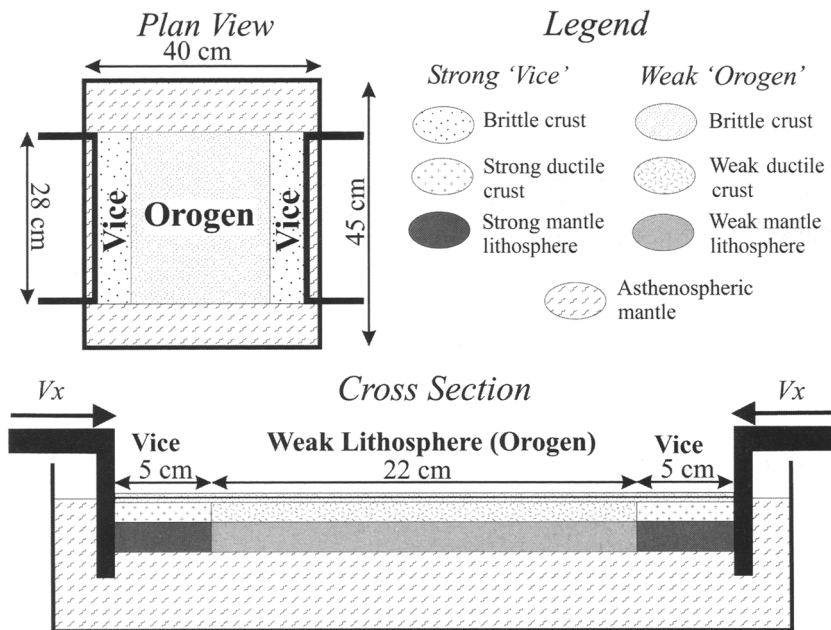 Plan View
40 cm
28 cm
Vice
Orogen
Vice
45 cm
Legend
Strong 'Vice'
Weak 'Orogen'
Brittle crust
Brittle crust
Strong ductile
crust
Weak ductile
crust
Strong mantle
lithosphere
Weak mantle
lithosphere
Asthenospheric
mantle
Cross Section
Vx
Vx
Vice
Weak Lithosphere (Orogen)
Vice
5 cm
22 cm
5 cm